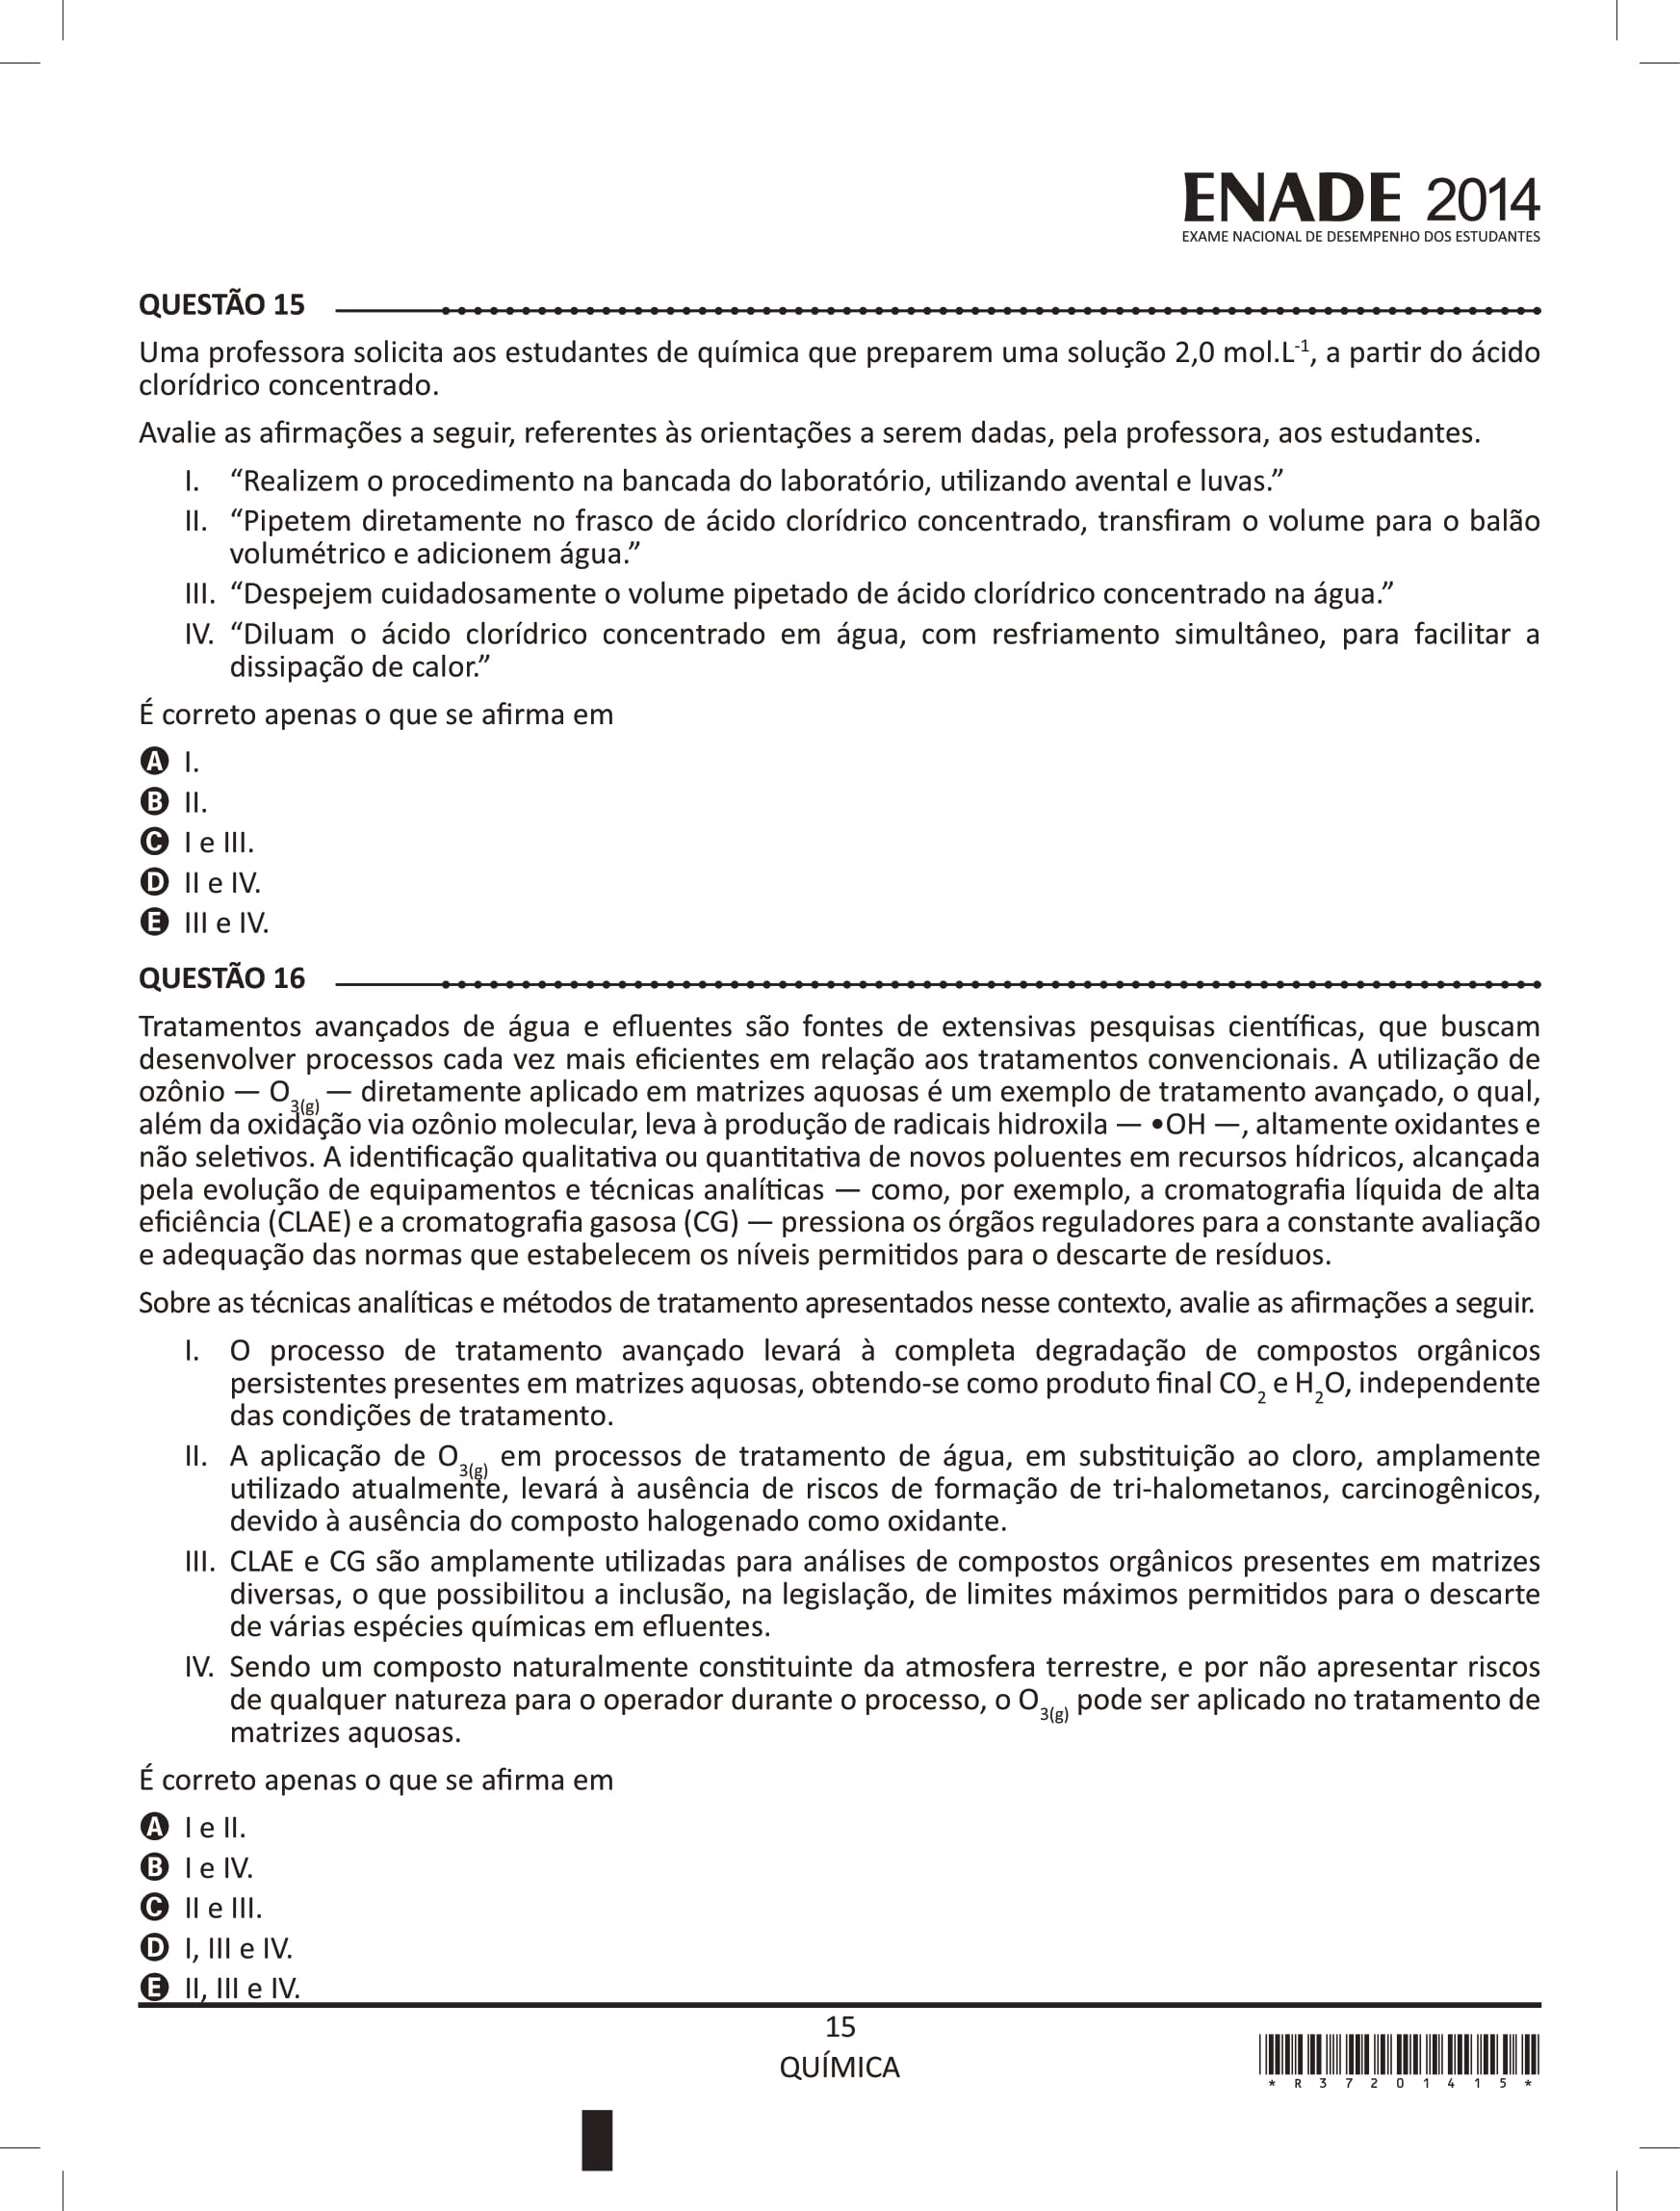 ENADE 2014
EXAME NACIONAL DE DESEMPENHO DOS ESTUDANTES
QUESTÃO 15
Uma professora solicita aos estudantes de química que preparem uma solução 2,0 mol.L⁻¹, a partir do ácido
clorídrico concentrado.
Avalie as afirmações a seguir, referentes às orientações a serem dadas, pela professora, aos estudantes.
I. “Realizem o procedimento na bancada do laboratório, utilizando avental e luvas.”
II. “Pipetem diretamente no frasco de ácido clorídrico concentrado, transfiram o volume para o balão
volumétrico e adicionem água.”
III. “Despejem cuidadosamente o volume pipetado de ácido clorídrico concentrado na água.”
IV. “Diluam o ácido clorídrico concentrado em água, com resfriamento simultâneo, para facilitar a
dissipação de calor.”
É correto apenas o que se afirma em
A I.
B II.
C I e III.
D II e IV.
E III e IV.
QUESTÃO 16
Tratamentos avançados de água e efluentes são fontes de extensivas pesquisas científicas, que buscam
desenvolver processos cada vez mais eficientes em relação aos tratamentos convencionais. A utilização de
ozônio — O₃₍g₎ — diretamente aplicado em matrizes aquosas é um exemplo de tratamento avançado, o qual,
além da oxidação via ozônio molecular, leva à produção de radicais hidroxila — •OH —, altamente oxidantes e
não seletivos. A identificação qualitativa ou quantitativa de novos poluentes em recursos hídricos, alcançada
pela evolução de equipamentos e técnicas analíticas — como, por exemplo, a cromatografia líquida de alta
eficiência (CLAE) e a cromatografia gasosa (CG) — pressiona os órgãos reguladores para a constante avaliação
e adequação das normas que estabelecem os níveis permitidos para o descarte de resíduos.
Sobre as técnicas analíticas e métodos de tratamento apresentados nesse contexto, avalie as afirmações a seguir.
I. O processo de tratamento avançado levará à completa degradação de compostos orgânicos
persistentes presentes em matrizes aquosas, obtendo-se como produto final CO₂ e H₂O, independente
das condições de tratamento.
II. A aplicação de O₃₍g₎ em processos de tratamento de água, em substituição ao cloro, amplamente
utilizado atualmente, levará à ausência de riscos de formação de tri-halometanos, carcinogênicos,
devido à ausência do composto halogenado como oxidante.
III. CLAE e CG são amplamente utilizadas para análises de compostos orgânicos presentes em matrizes
diversas, o que possibilitou a inclusão, na legislação, de limites máximos permitidos para o descarte
de várias espécies químicas em efluentes.
IV. Sendo um composto naturalmente constituinte da atmosfera terrestre, e por não apresentar riscos
de qualquer natureza para o operador durante o processo, o O₃₍g₎ pode ser aplicado no tratamento de
matrizes aquosas.
É correto apenas o que se afirma em
A I e II.
B I e IV.
C II e III.
D I, III e IV.
E II, III e IV.
15
QUÍMICA
* R 3 7 2 0 1 4 1 5 *